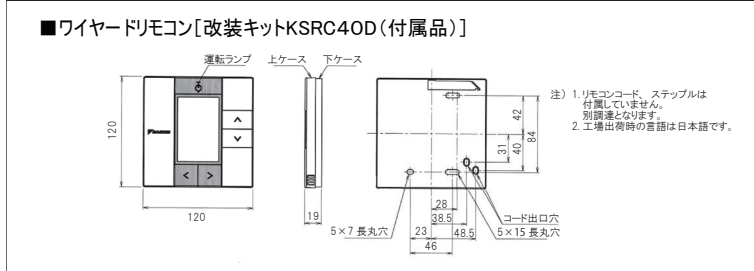 ■ワイヤードリモコン[改装キットKSRC40D(付属品)]
運転ランプ
上ケース
下ケース
注) 1.リモコンコード、ステップルは
付属していません。
別調達となります。
2.工場出荷時の言語は日本語です。
DAIKIN
120
120
19
42
84
31
40
28
38.5
コード出口穴
5×7長丸穴
23
48.5
5×15長丸穴
46